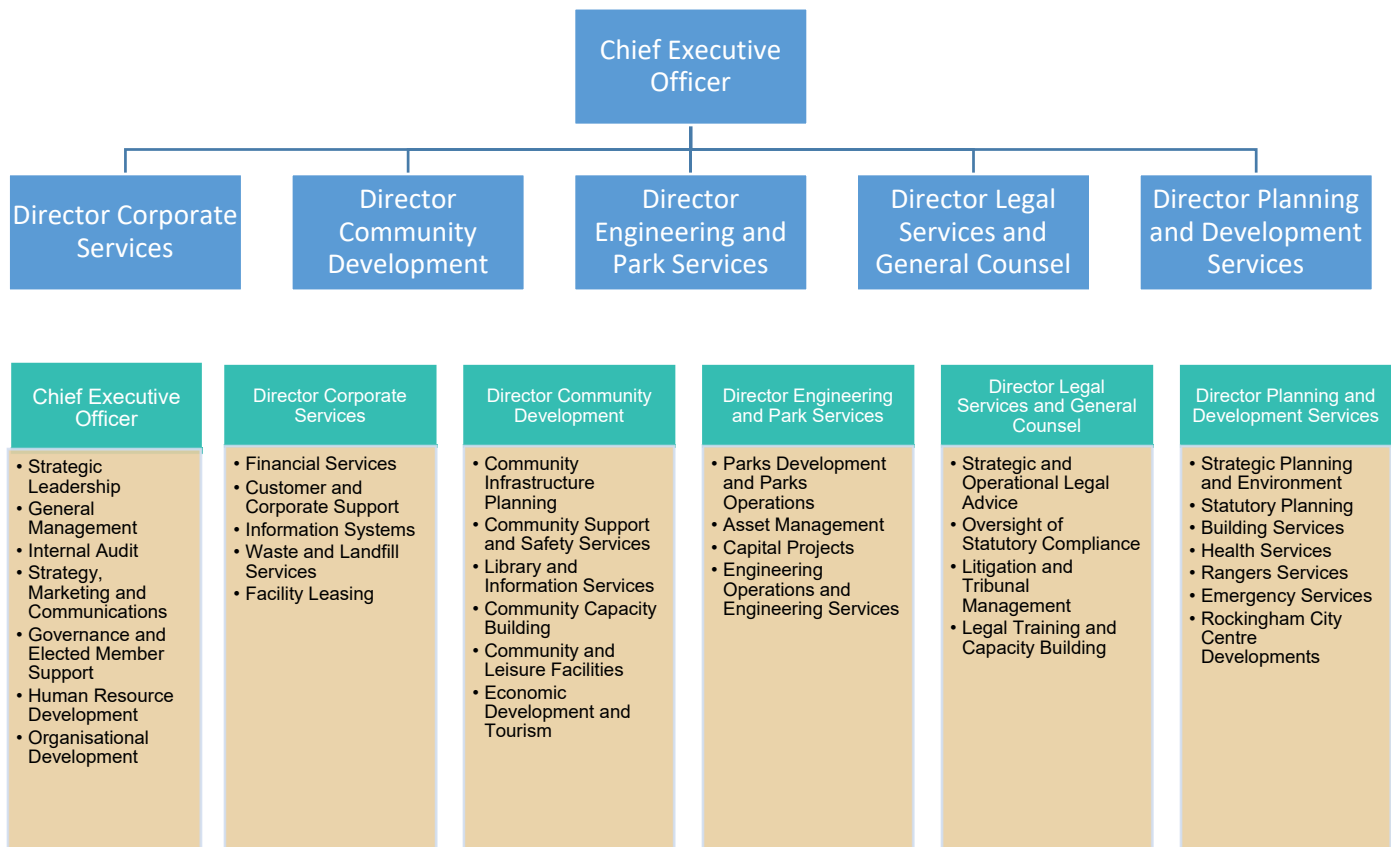 Chief Executive
Officer
Director Corporate
Services
Director
Community
Development
Director
Engineering and
Park Services
Director Legal
Services and
General Counsel
Director Planning
and Development
Services
Chief Executive
Officer
• Strategic
Leadership
• General
Management
• Internal Audit
• Strategy,
Marketing and
Communications
• Governance and
Elected Member
Support
• Human Resource
Development
• Organisational
Development
Director Corporate
Services
• Financial Services
• Customer and
Corporate Support
• Information Systems
• Waste and Landfill
Services
• Facility Leasing
Director Community
Development
• Community
Infrastructure
Planning
• Community Support
and Safety Services
• Library and
Information Services
• Community Capacity
Building
• Community and
Leisure Facilities
• Economic
Development and
Tourism
Director Engineering
and Park Services
• Parks Development
and Parks
Operations
• Asset Management
• Capital Projects
• Engineering
Operations and
Engineering Services
Director Legal
Services and General
Counsel
• Strategic and
Operational Legal
Advice
• Oversight of
Statutory Compliance
• Litigation and
Tribunal
Management
• Legal Training and
Capacity Building
Director Planning and
Development Services
• Strategic Planning
and Environment
• Statutory Planning
• Building Services
• Health Services
• Rangers Services
• Emergency Services
• Rockingham City
Centre
Developments